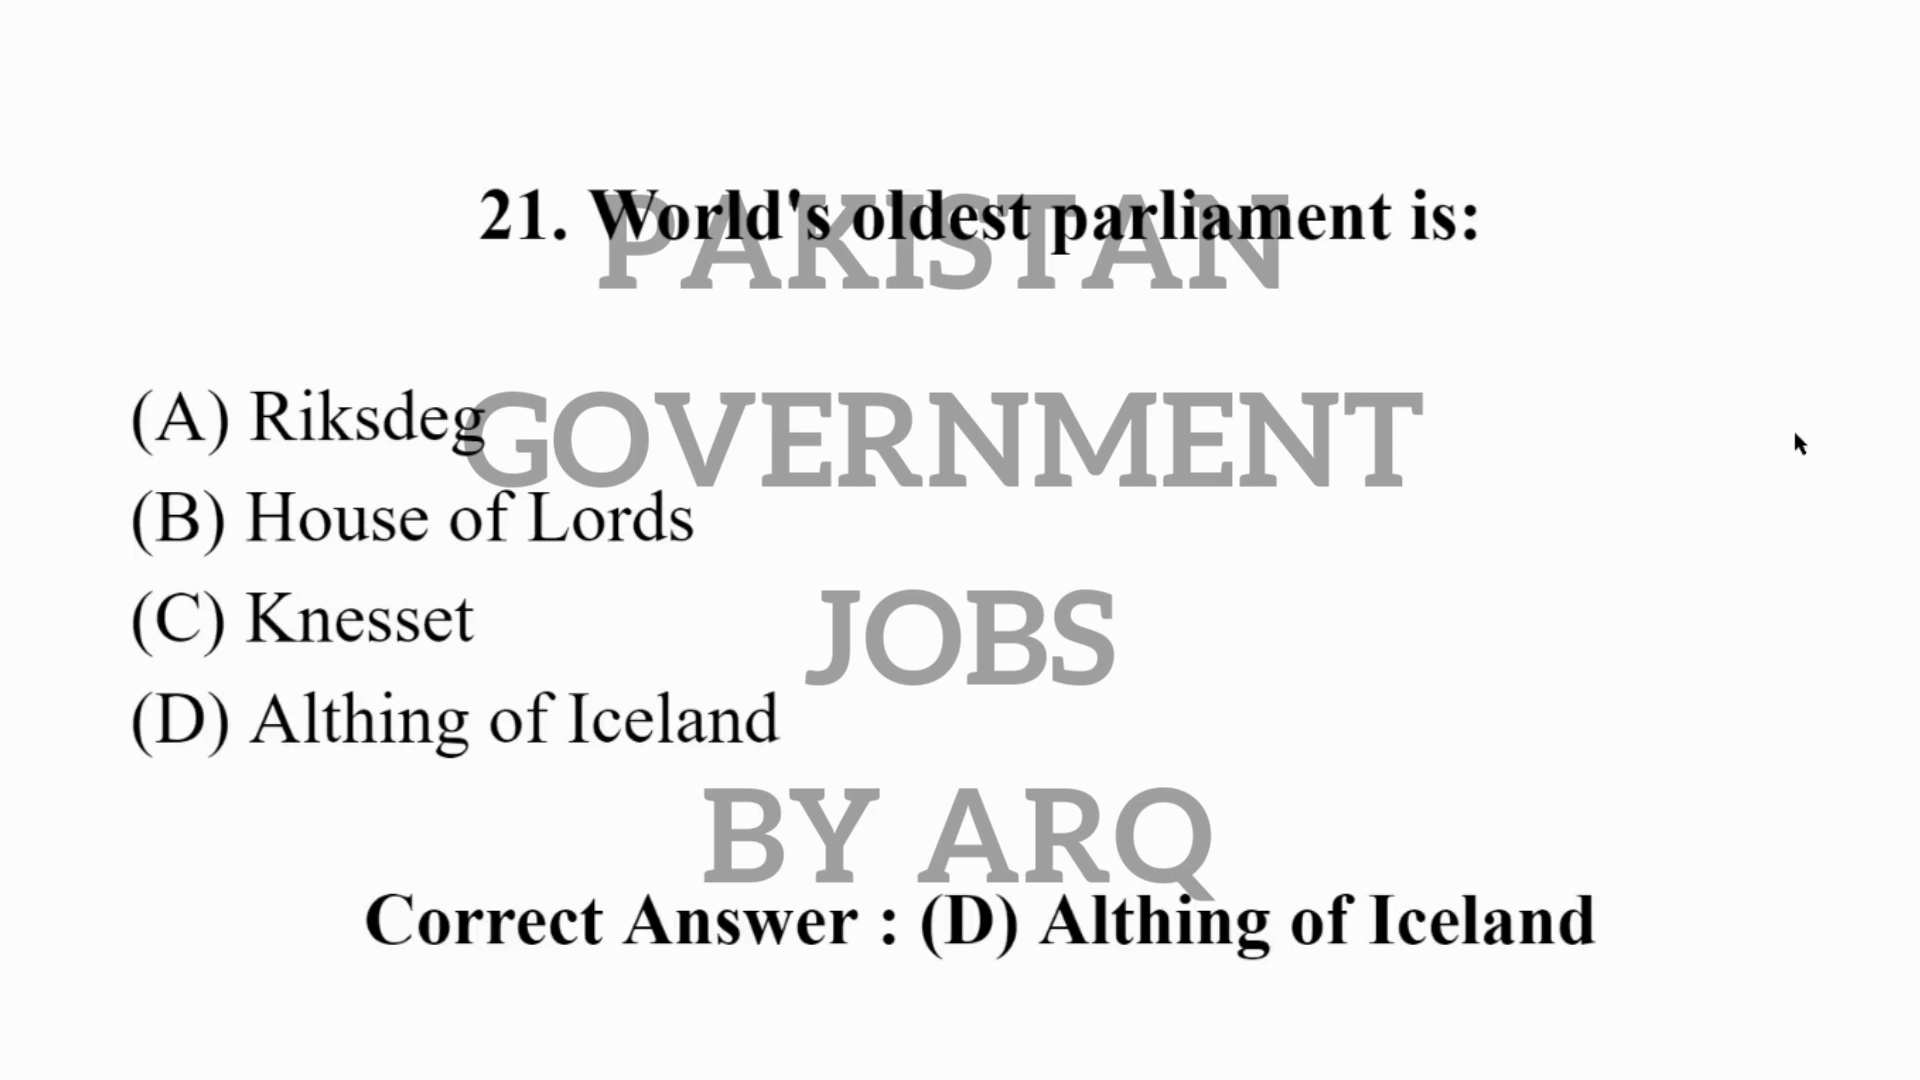 21. World's oldest parliament is:
PAKISTAN
(A) Riksdeg
GOVERNMENT
(B) House of Lords
(C) Knesset
JOBS
(D) Althing of Iceland
BY ARQ
Correct Answer : (D) Althing of Iceland